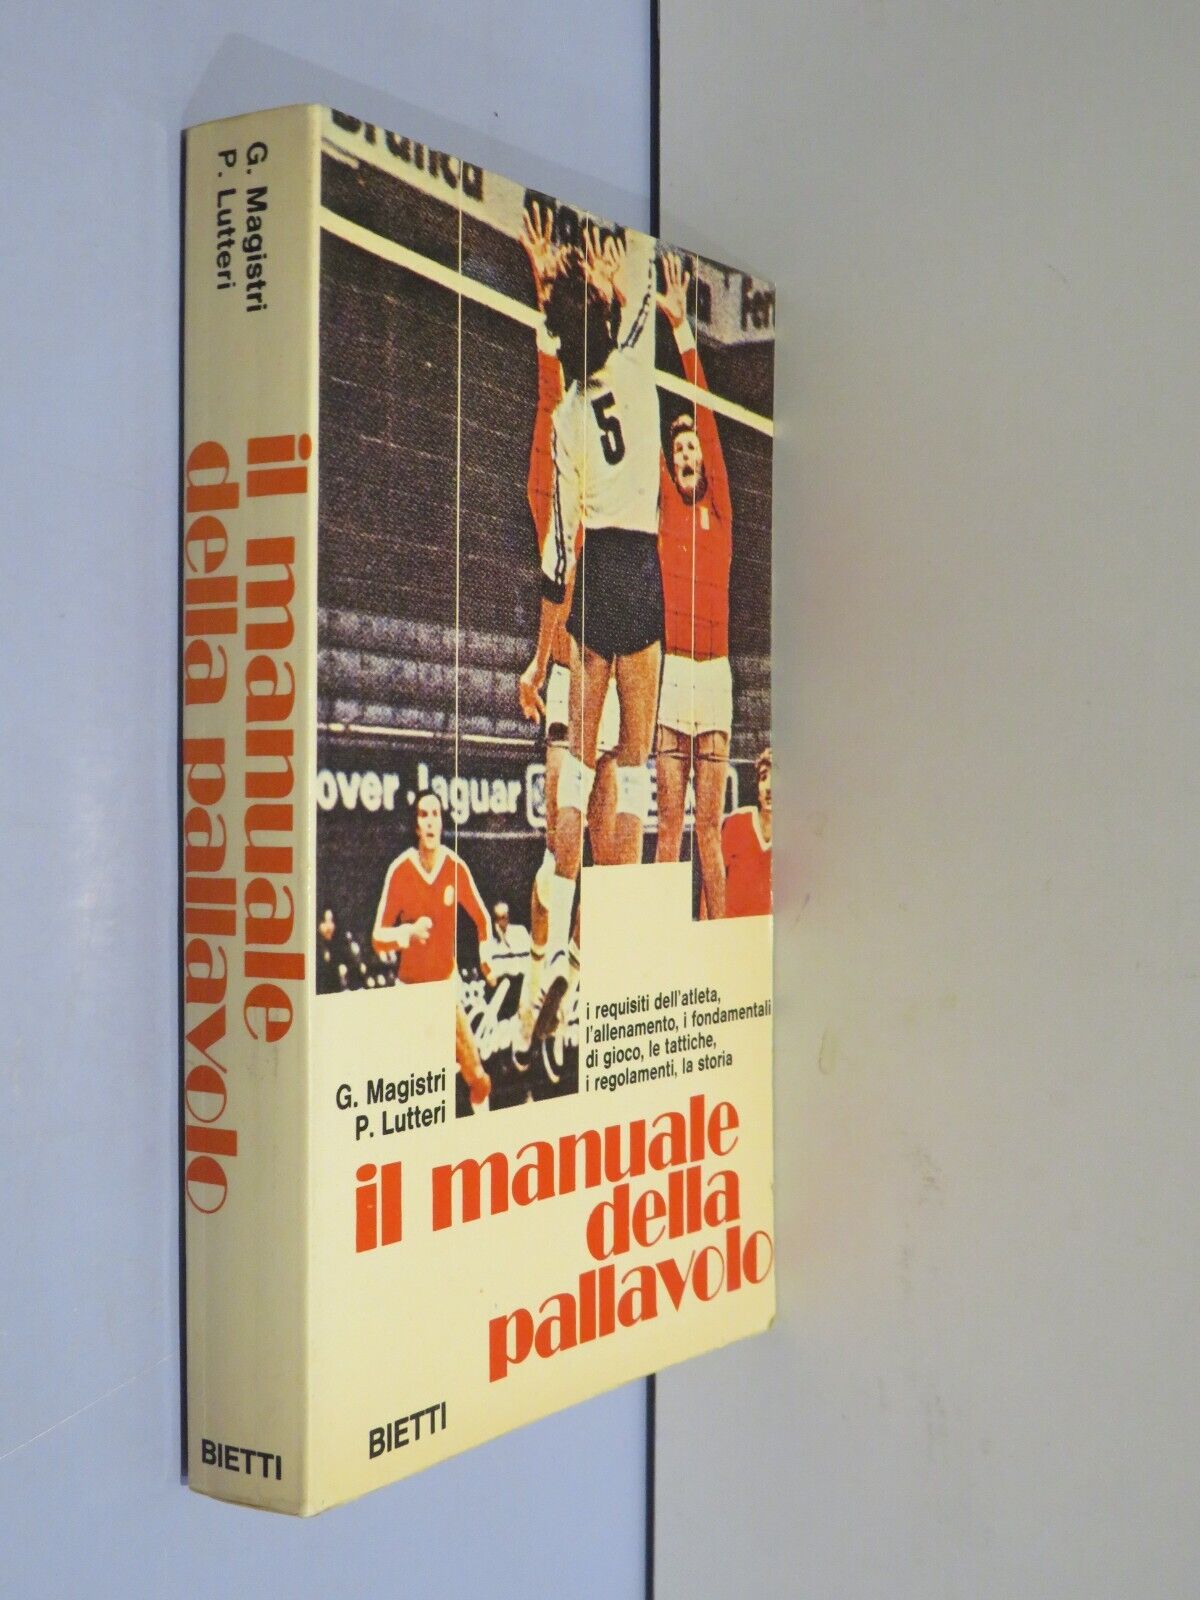 G. Magistri
P. Lutteri
il manuale
della pallavolo
BIETTI
5
over Jaguar
i requisiti dell'atleta,
l'allenamento, i fondamentali
di gioco, le tattiche,
i regolamenti, la storia
G. Magistri
P. Lutteri
il manuale
della
pallavolo
BIETTI